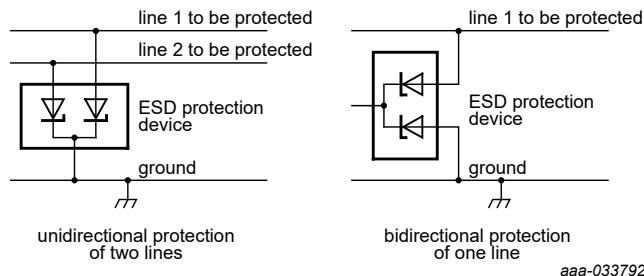 line 1 to be protected
line 2 to be protected
ESD protection
device
ground
unidirectional protection
of two lines
line 1 to be protected
ESD protection
device
ground
bidirectional protection
of one line
aaa-033792